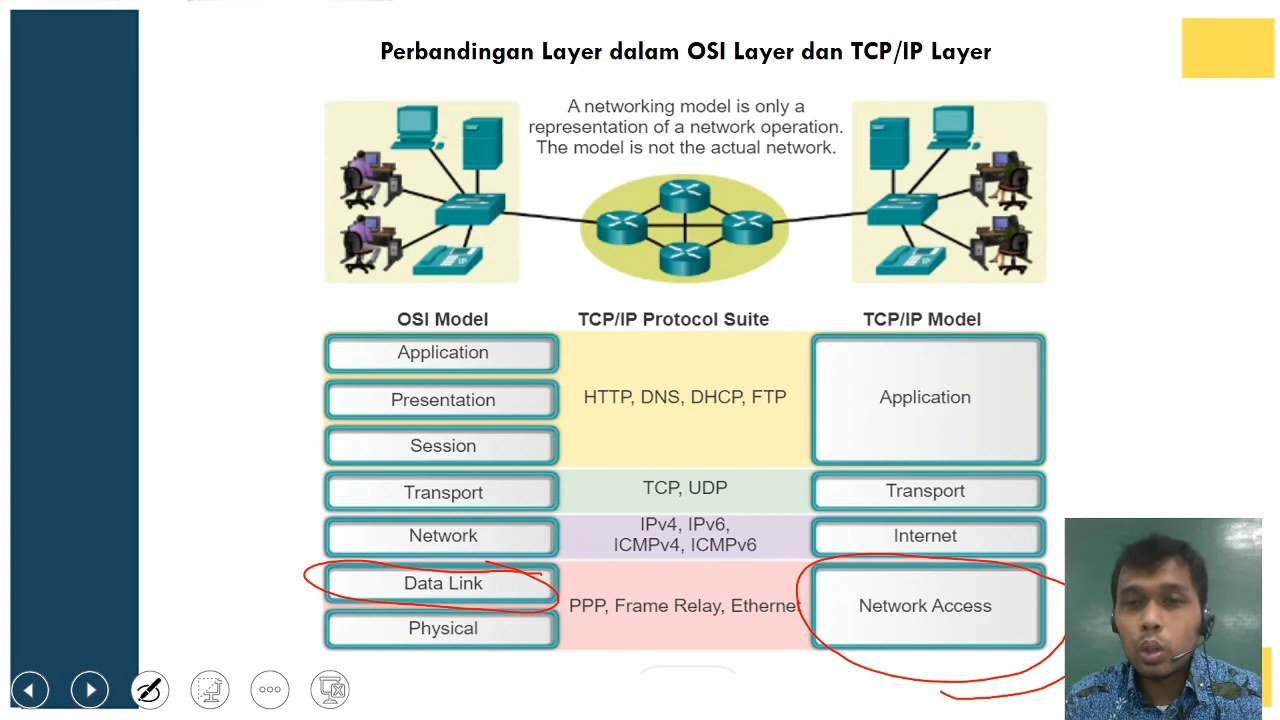 Perbandingan Layer dalam OSI Layer dan TCP/IP Layer
A networking model is only a
representation of a network operation.
The model is not the actual network.
IP
IP
OSI Model
TCP/IP Protocol Suite
TCP/IP Model
Application
Presentation
Session
HTTP, DNS, DHCP, FTP
Application
Transport
TCP, UDP
Transport
Network
IPv4, IPv6,
ICMPv4, ICMPv6
Internet
Data Link
Physical
PPP, Frame Relay, Ethernet
Network Access